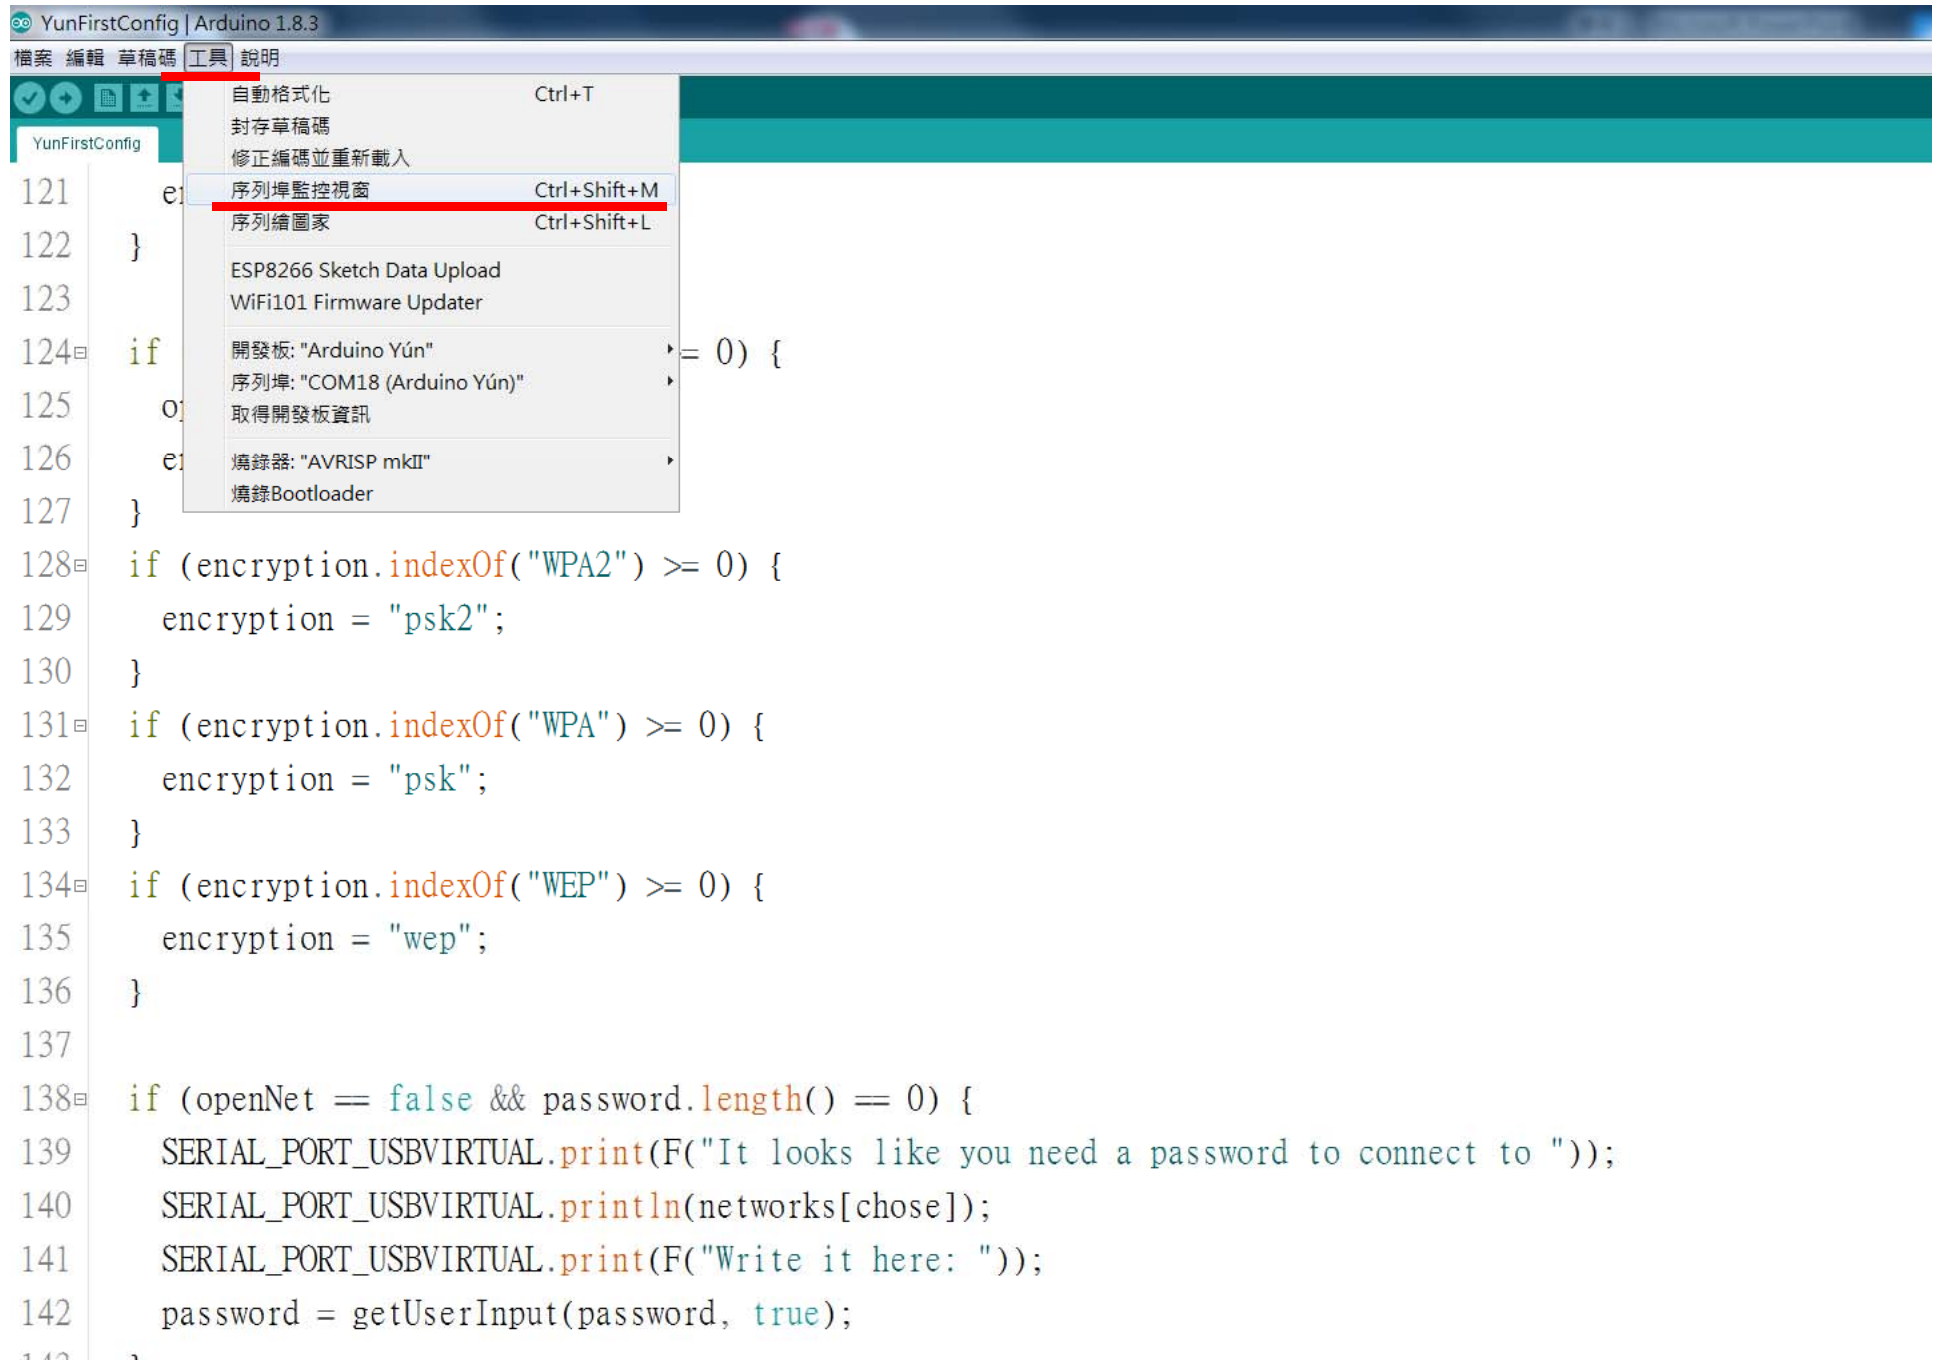 YunFirstConfig | Arduino 1.8.3
檔案 編輯 草稿碼 工具 說明
自動格式化 Ctrl+T
封存草稿碼
修正編碼並重新載入
序列埠監控視窗 Ctrl+Shift+M
序列繪圖家 Ctrl+Shift+L
ESP8266 Sketch Data Upload
WiFi101 Firmware Updater
開發板: "Arduino Yún"
序列埠: "COM18 (Arduino Yún)"
取得開發板資訊
燒錄器: "AVRISP mkII"
燒錄Bootloader
YunFirstConfig
121
122 }
123
124 if = 0) {
125
126
127 }
128 if (encryption.indexOf("WPA2") >= 0) {
129 encryption = "psk2";
130 }
131 if (encryption.indexOf("WPA") >= 0) {
132 encryption = "psk";
133 }
134 if (encryption.indexOf("WEP") >= 0) {
135 encryption = "wep";
136 }
137
138 if (openNet == false && password.length() == 0) {
139 SERIAL_PORT_USBVIRTUAL.print(F("It looks like you need a password to connect to "));
140 SERIAL_PORT_USBVIRTUAL.println(networks[chose]);
141 SERIAL_PORT_USBVIRTUAL.print(F("Write it here: "));
142 password = getUserInput(password, true);